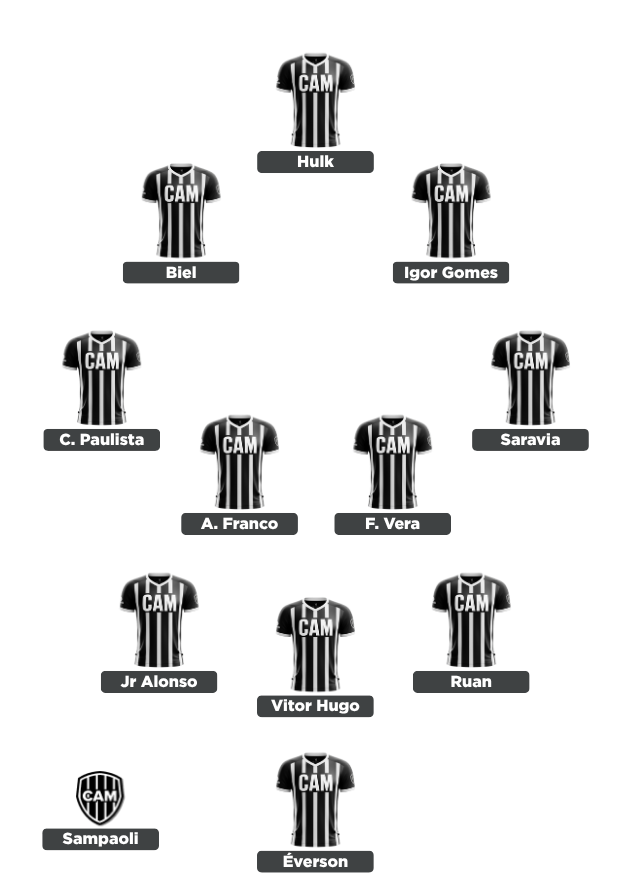 CAM
Hulk
CAM
CAM
Biel
Igor Gomes
CAM
CAM
C. Paulista
Saravia
CAM
CAM
A. Franco
F. Vera
CAM
CAM
CAM
Jr Alonso
Ruan
Vitor Hugo
CAM
CAM
Sampaoli
Éverson